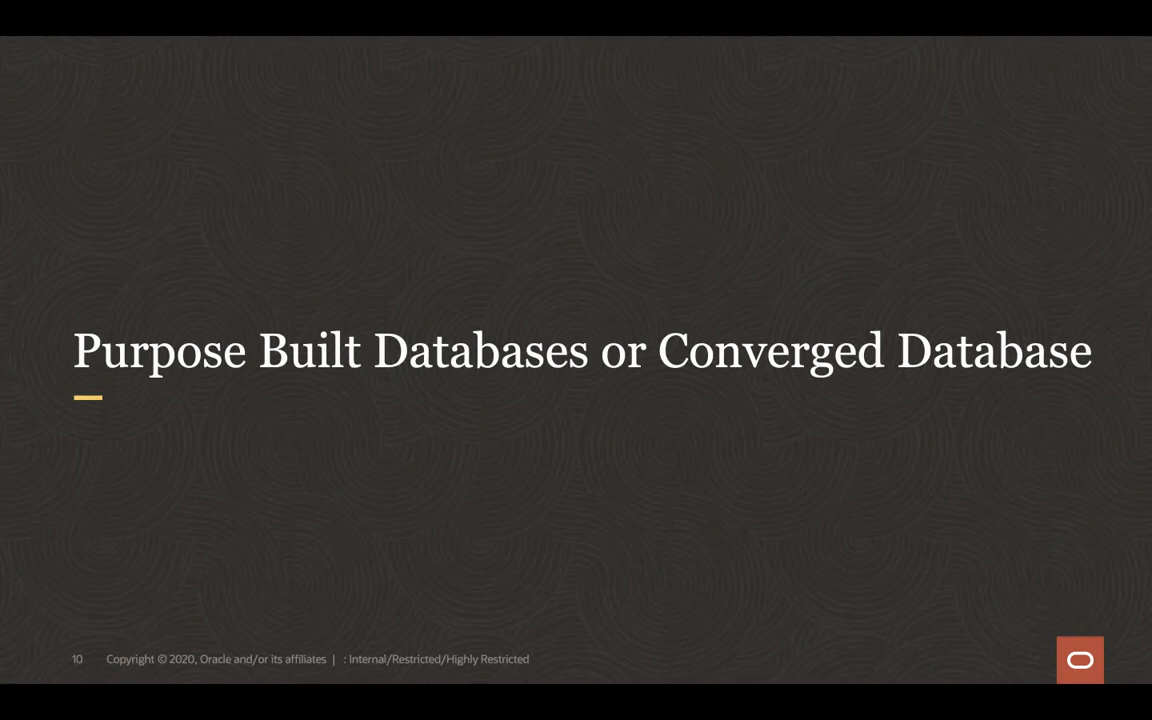 Purpose Built Databases or Converged Database
10 Copyright © 2020, Oracle and/or its affiliates | : Internal/Restricted/Highly Restricted